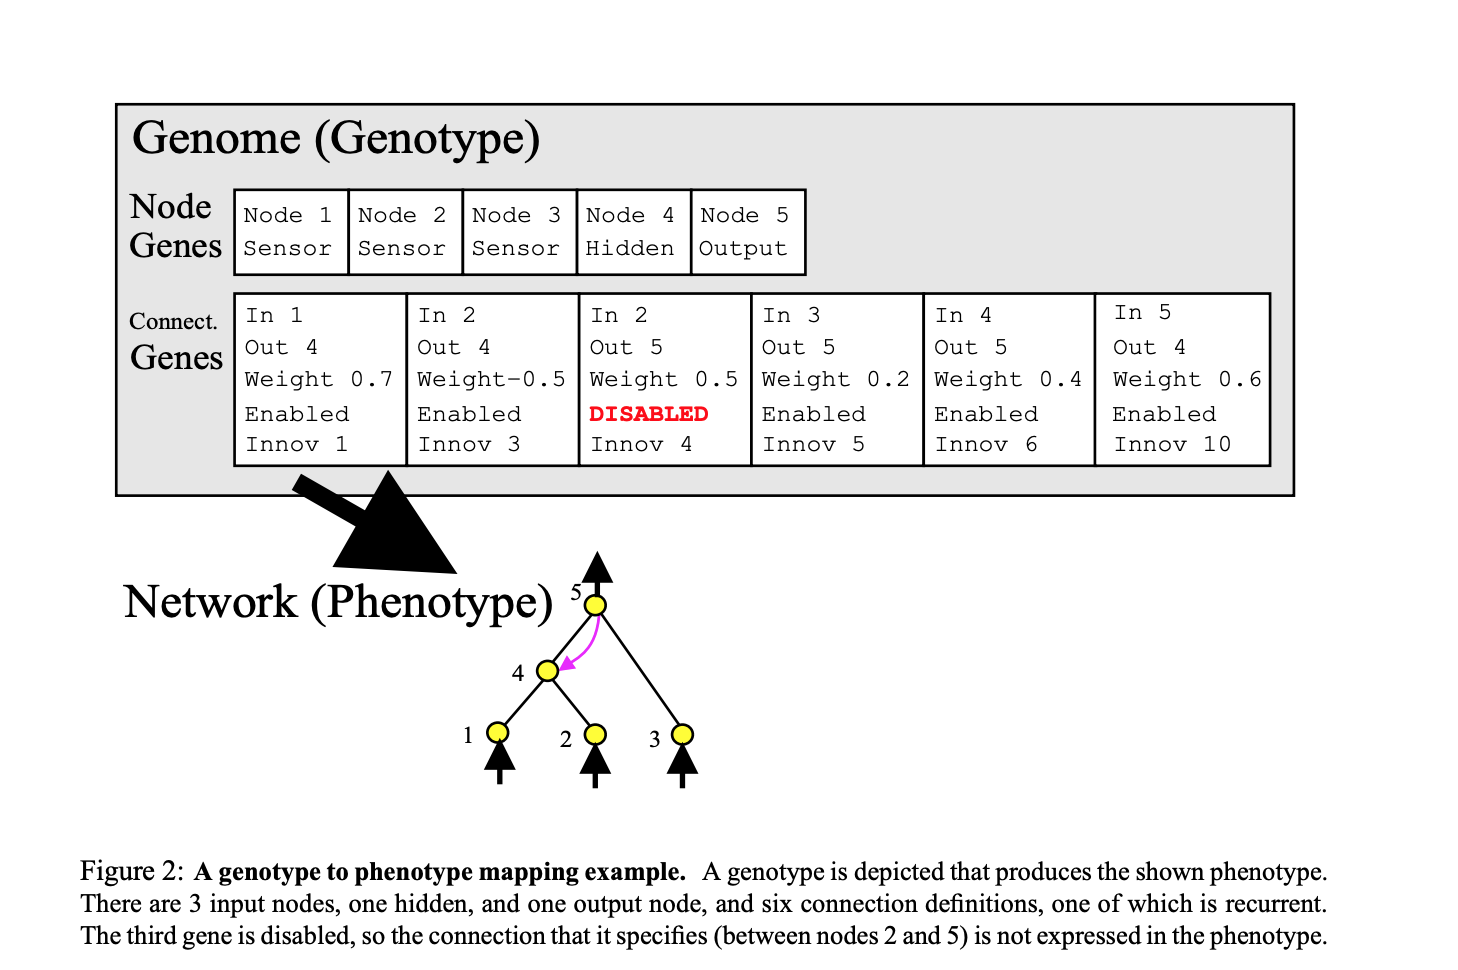 Genome (Genotype)
Node Genes
Node 1 Node 2 Node 3 Node 4 Node 5
Sensor Sensor Sensor Hidden Output
Connect. Genes
In 1 In 2 In 2 In 3 In 4 In 5
Out 4 Out 4 Out 5 Out 5 Out 5 Out 4
Weight 0.7 Weight-0.5 Weight 0.5 Weight 0.2 Weight 0.4 Weight 0.6
Enabled Enabled DISABLED Enabled Enabled Enabled
Innov 1 Innov 3 Innov 4 Innov 5 Innov 6 Innov 10
Network (Phenotype)
5
4
1 2 3
Figure 2: A genotype to phenotype mapping example. A genotype is depicted that produces the shown phenotype.
There are 3 input nodes, one hidden, and one output node, and six connection definitions, one of which is recurrent.
The third gene is disabled, so the connection that it specifies (between nodes 2 and 5) is not expressed in the phenotype.